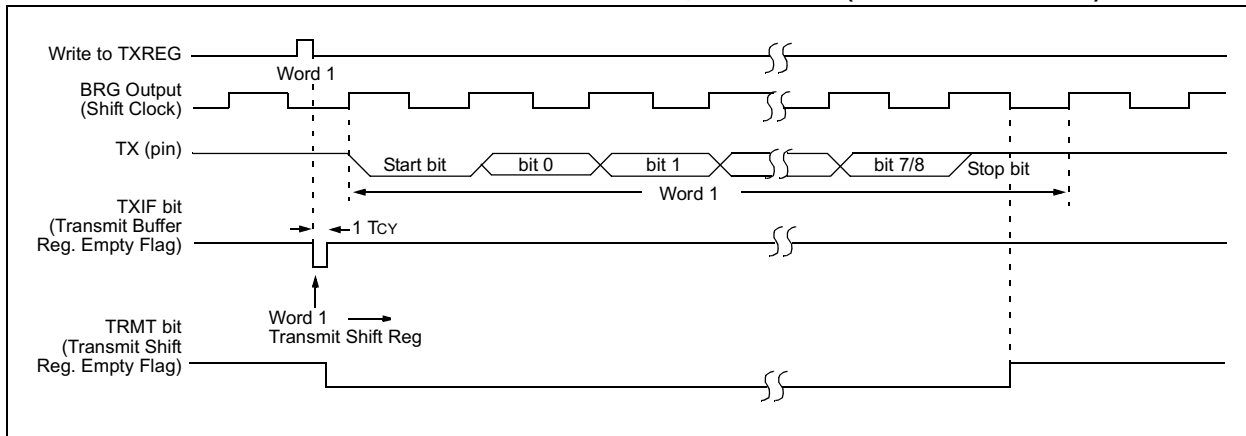 Write to TXREG
Word 1
BRG Output
(Shift Clock)
TX (pin)
Start bit
bit 0
bit 1
bit 7/8
Stop bit
Word 1
TXIF bit
(Transmit Buffer
Reg. Empty Flag)
1 TCY
Word 1
Transmit Shift Reg
TRMT bit
(Transmit Shift
Reg. Empty Flag)